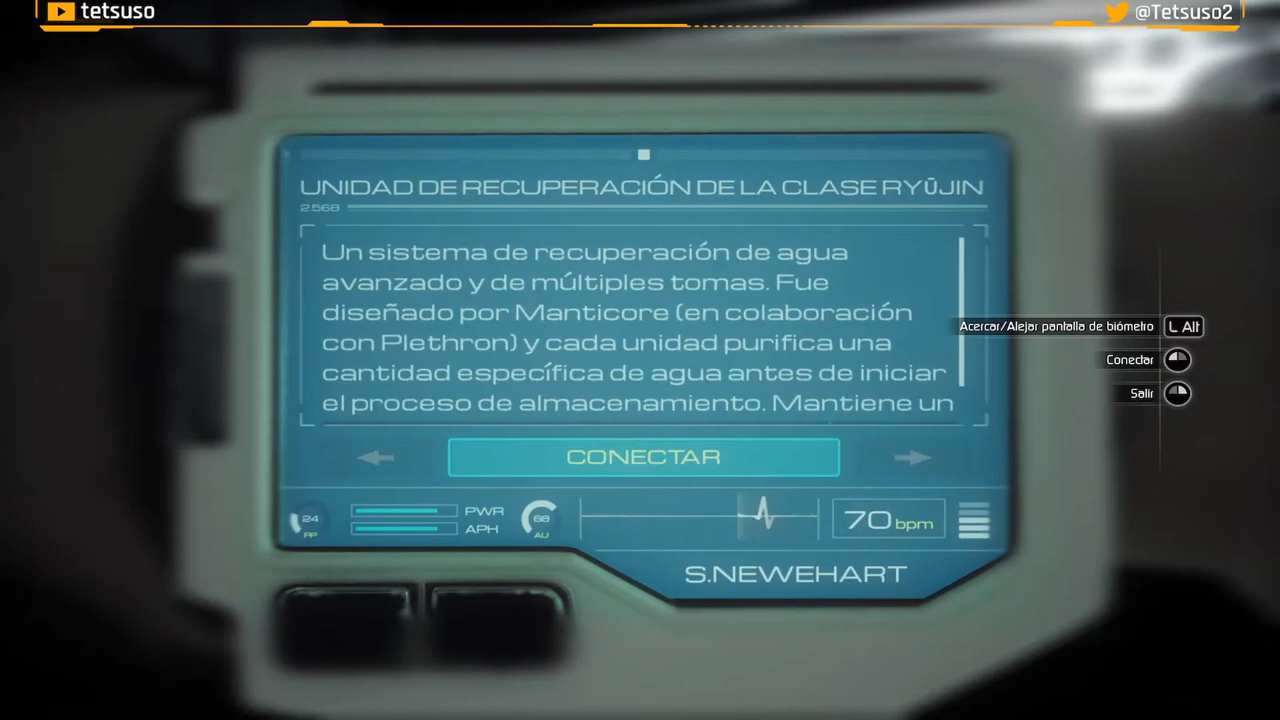 tetsuso
@Tetsuso2
UNIDAD DE RECUPERACIÓN DE LA CLASE RYŪJIN
2.568
Un sistema de recuperación de agua
avanzado y de múltiples tomas. Fue
diseñado por Manticore (en colaboración
con Plethron) y cada unidad purifica una
cantidad específica de agua antes de iniciar
el proceso de almacenamiento. Mantiene un
Acercar/Alejar pantalla de biómetro L Alt
Conectar
Salir
CONECTAR
24
PP
PWR
APH
68
AU
70 bpm
S.NEWEHART